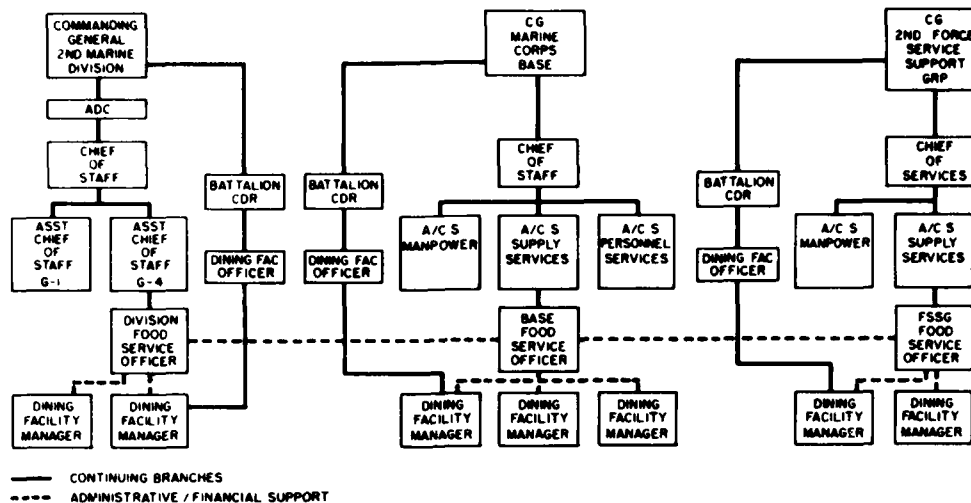 COMMANDING
GENERAL
2ND MARINE
DIVISION
ADC
CHIEF
OF
STAFF
ASST
CHIEF
OF
STAFF
G-1
ASST
CHIEF
OF
STAFF
G-4
BATTALION
CDR
DINING FAC
OFFICER
DIVISION
FOOD
SERVICE
OFFICER
DINING
FACILITY
MANAGER
DINING
FACILITY
MANAGER
CG
MARINE
CORPS
BASE
CHIEF
OF
STAFF
BATTALION
CDR
DINING FAC
OFFICER
A/C S
MANPOWER
A/C S
SUPPLY
SERVICES
A/C S
PERSONNEL
SERVICES
BASE
FOOD
SERVICE
OFFICER
DINING
FACILITY
MANAGER
DINING
FACILITY
MANAGER
DINING
FACILITY
MANAGER
CG
2ND FORCE
SERVICE
SUPPORT
GRP
CHIEF
OF
SERVICES
BATTALION
CDR
DINING FAC
OFFICER
A/C S
MANPOWER
A/C S
SUPPLY
SERVICES
FSSG
FOOD
SERVICE
OFFICER
DINING
FACILITY
MANAGER
DINING
FACILITY
MANAGER
CONTINUING BRANCHES
ADMINISTRATIVE / FINANCIAL SUPPORT